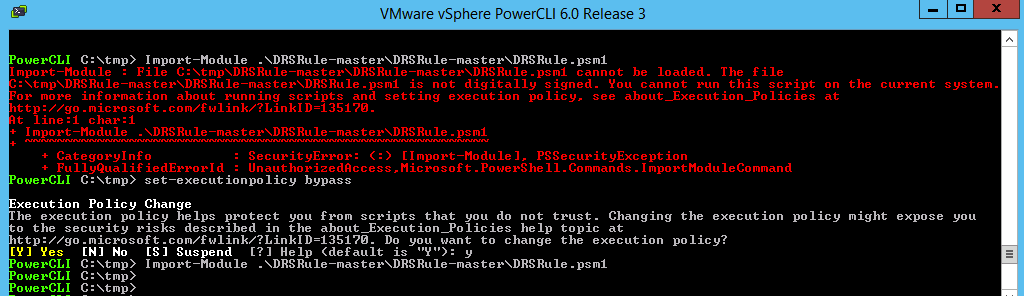 VMware vSphere PowerCLI 6.0 Release 3
PowerCLI C:\tmp> Import-Module .\DRSRule-master\DRSRule-master\DRSRule.psm1
Import-Module : File C:\tmp\DRSRule-master\DRSRule-master\DRSRule.psm1 cannot be loaded. The file
C:\tmp\DRSRule-master\DRSRule-master\DRSRule.psm1 is not digitally signed. You cannot run this script on the current system.
For more information about running scripts and setting execution policy, see about_Execution_Policies at
http://go.microsoft.com/fwlink/?LinkID=135170.
At line:1 char:1
+ Import-Module .\DRSRule-master\DRSRule-master\DRSRule.psm1
+ ~~~~~~~~~~~~~~~~~~~~~~~~~~~~~~~~~~~~~~~~~~~~~~~~~~~~~~~~~~
+ CategoryInfo : SecurityError: (:) [Import-Module], PSSecurityException
+ FullyQualifiedErrorId : UnauthorizedAccess,Microsoft.PowerShell.Commands.ImportModuleCommand
PowerCLI C:\tmp> set-executionpolicy bypass
Execution Policy Change
The execution policy helps protect you from scripts that you do not trust. Changing the execution policy might expose you
to the security risks described in the about_Execution_Policies help topic at
http://go.microsoft.com/fwlink/?LinkID=135170. Do you want to change the execution policy?
[Y] Yes [N] No [S] Suspend [?] Help (default is "Y"): y
PowerCLI C:\tmp> Import-Module .\DRSRule-master\DRSRule-master\DRSRule.psm1
PowerCLI C:\tmp>
PowerCLI C:\tmp>